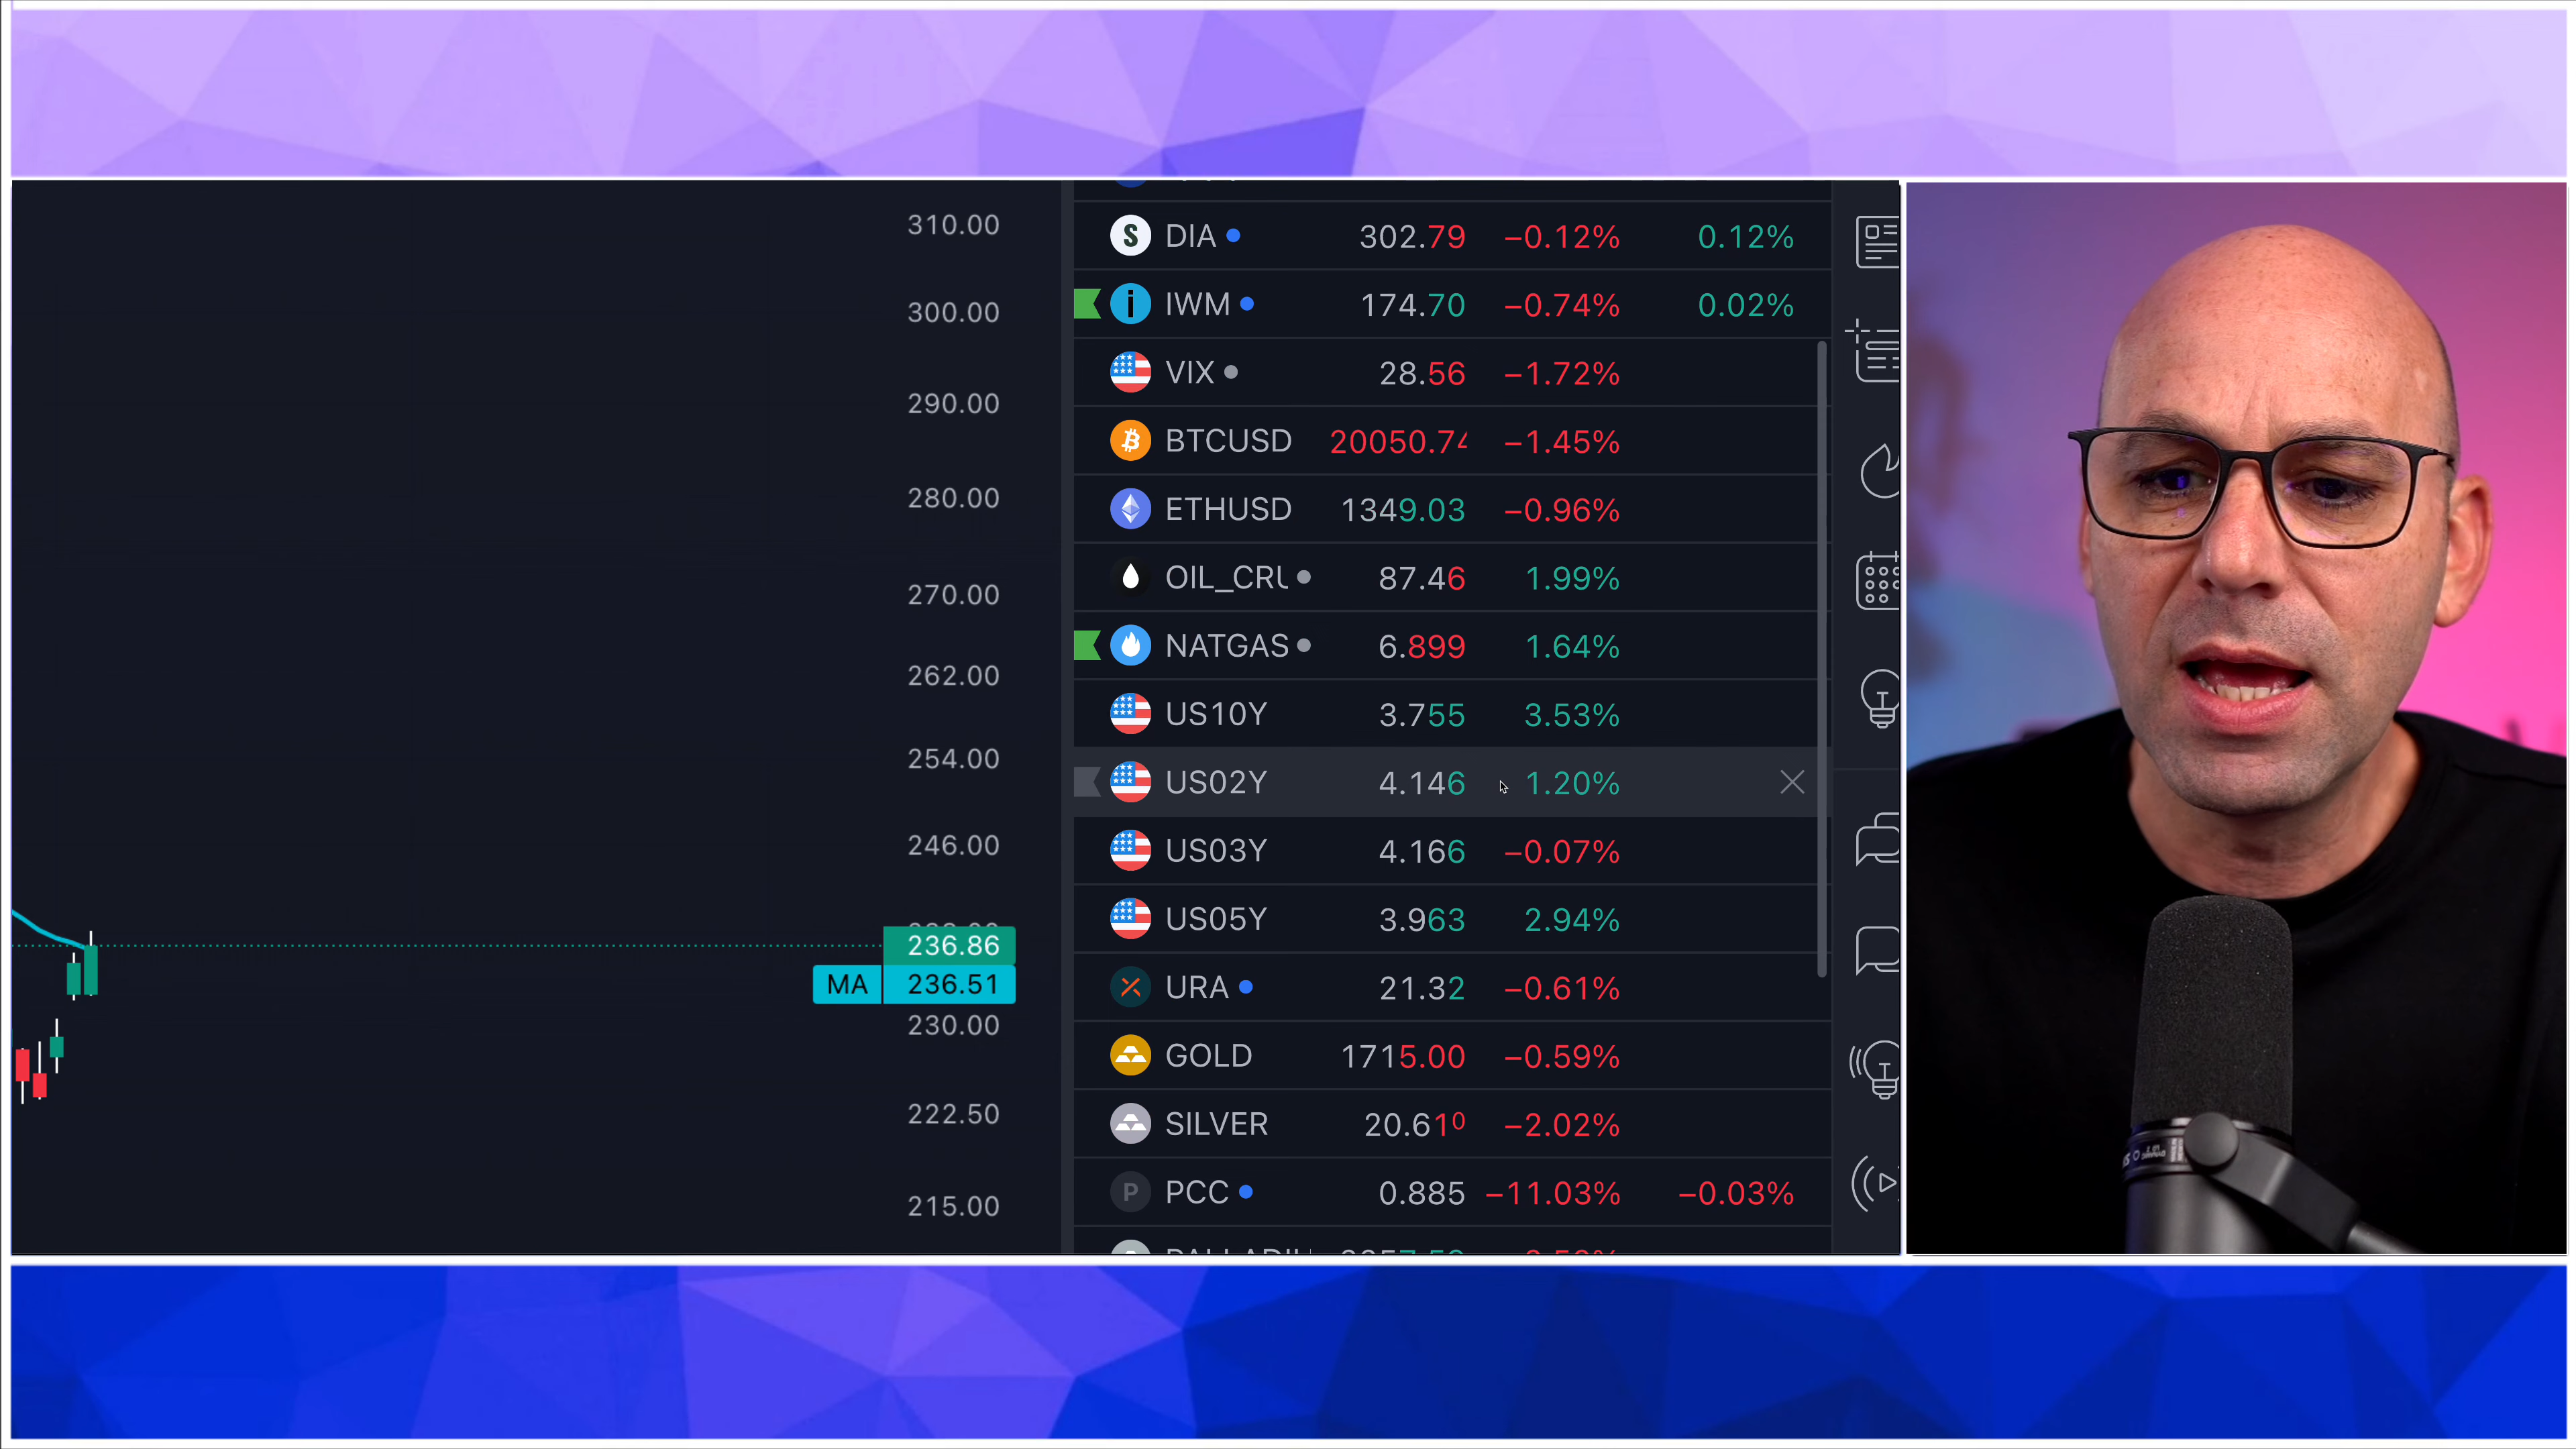 310.00
300.00
290.00
280.00
270.00
262.00
254.00
246.00
236.86
MA 236.51
230.00
222.50
215.00
DIA 302.79 −0.12% 0.12%
IWM 174.70 −0.74% 0.02%
VIX 28.56 −1.72%
BTCUSD 20050.74 −1.45%
ETHUSD 1349.03 −0.96%
OIL_CRU 87.46 1.99%
NATGAS 6.899 1.64%
US10Y 3.755 3.53%
US02Y 4.146 1.20%
US03Y 4.166 −0.07%
US05Y 3.963 2.94%
URA 21.32 −0.61%
GOLD 1715.00 −0.59%
SILVER 20.610 −2.02%
P PCC 0.885 −11.03% −0.03%